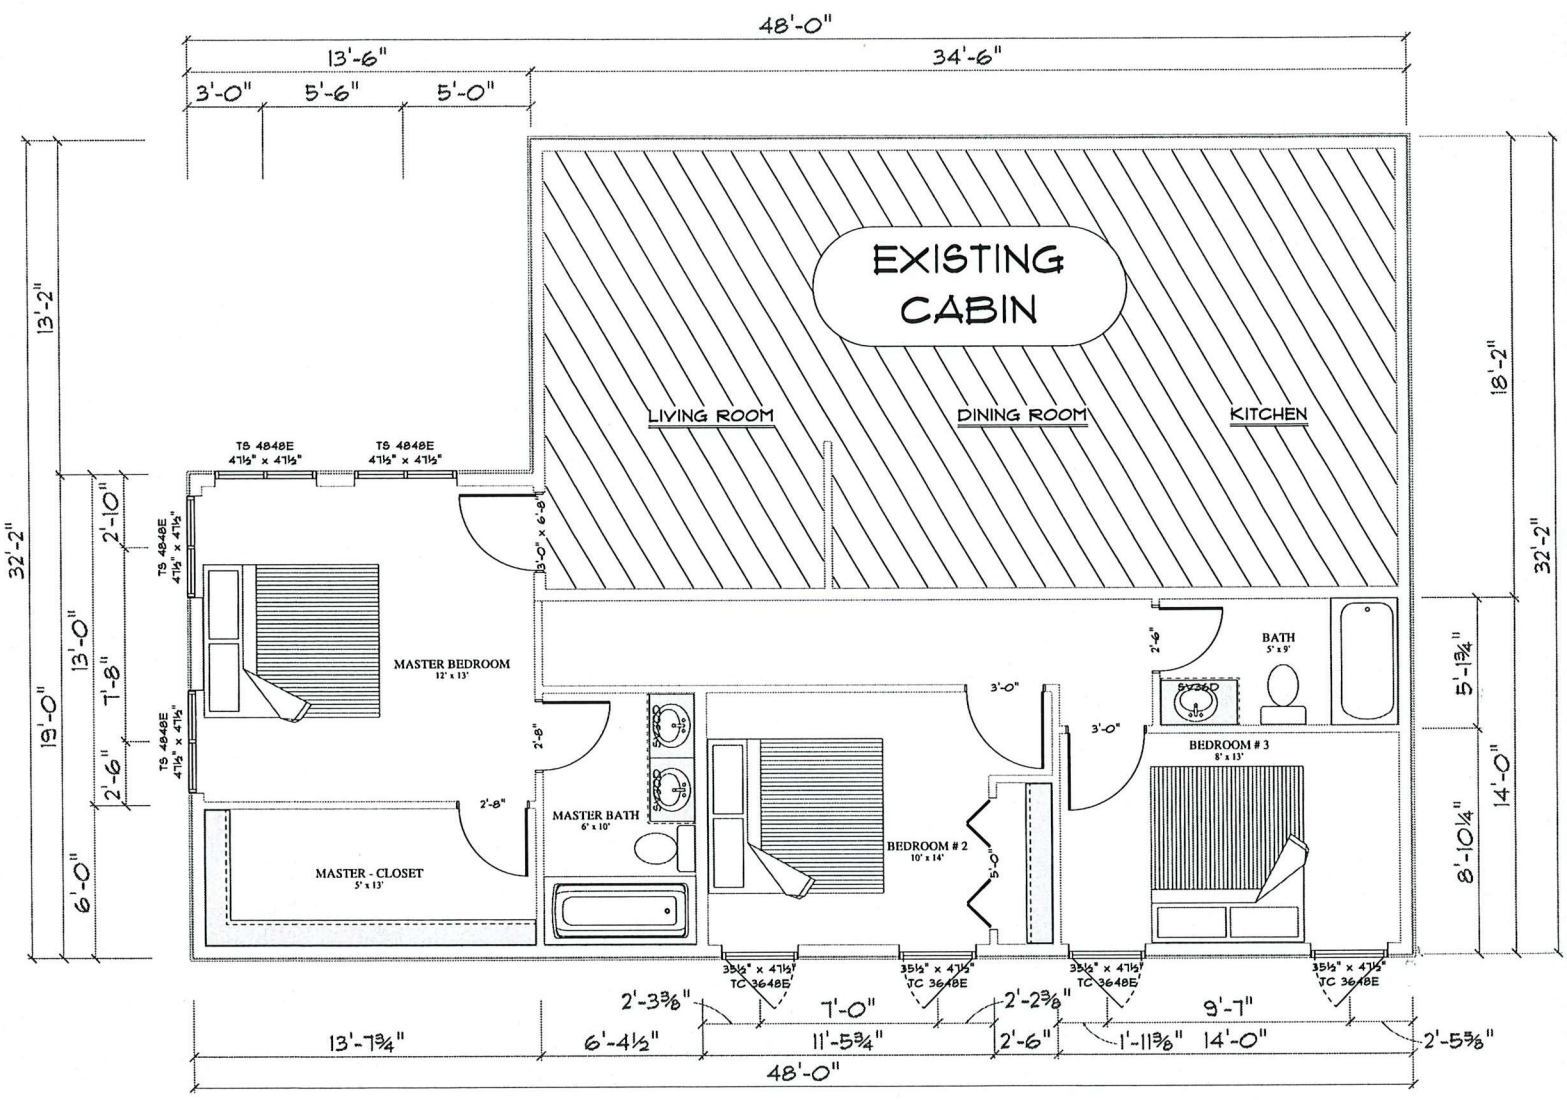 48'-0"
13'-6"
34'-6"
3'-0"
5'-6"
5'-0"
EXISTING
CABIN
LIVING ROOM
DINING ROOM
KITCHEN
TS 4848E
47½" x 47½"
TS 4848E
47½" x 47½"
32'-2"
13'-2"
19'-0"
13'-0"
6'-0"
2'-10"
7'-8"
2'-6"
TS 4848E
47½" x 47½"
TS 4848E
47½" x 47½"
3'-0" x 6'-8"
MASTER BEDROOM
12' x 13'
2'-8"
2'-8"
MASTER - CLOSET
5' x 13'
MASTER BATH
6' x 10'
3'-0"
BEDROOM # 2
10' x 14'
5'-0"
2'-6"
BATH
5' x 9'
SV36D
3'-0"
BEDROOM # 3
8' x 13'
18'-2"
32'-2"
5'-1¾"
14'-0"
8'-10¼"
35½" x 47½"
TC 3648E
35½" x 47½"
TC 3648E
35½" x 47½"
TC 3648E
35½" x 47½"
TC 3648E
2'-3⅜"
7'-0"
2'-2⅜"
9'-7"
13'-7¾"
6'-4½"
11'-5¾"
2'-6"
1'-11⅜"
14'-0"
2'-5⅝"
48'-0"